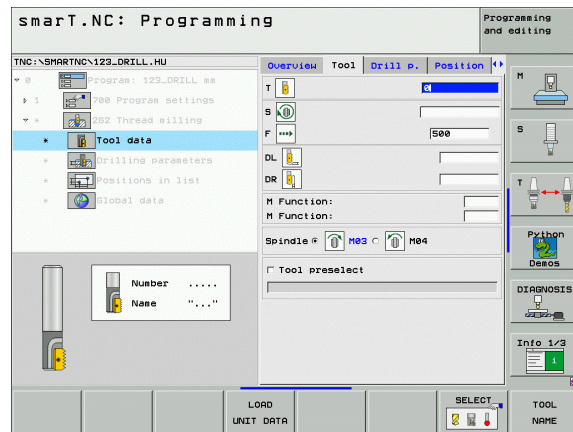 smarT.NC: Programming
Programming and editing
TNC:\SMARTNC\123_DRILL.HU
0 Program: 123_DRILL mm
1 700 Program settings
262 Thread milling
* Tool data
* Drilling parameters
* Positions in list
* Global data
Number .....
Name "..."
Overview Tool Drill p. Position
T 0
S
F 500
DL
DR
M Function:
M Function:
Spindle M03 M04
Tool preselect
M
S
T
Python
Demos
DIAGNOSIS
Info 1/3
LOAD
UNIT DATA
SELECT
TOOL
NAME